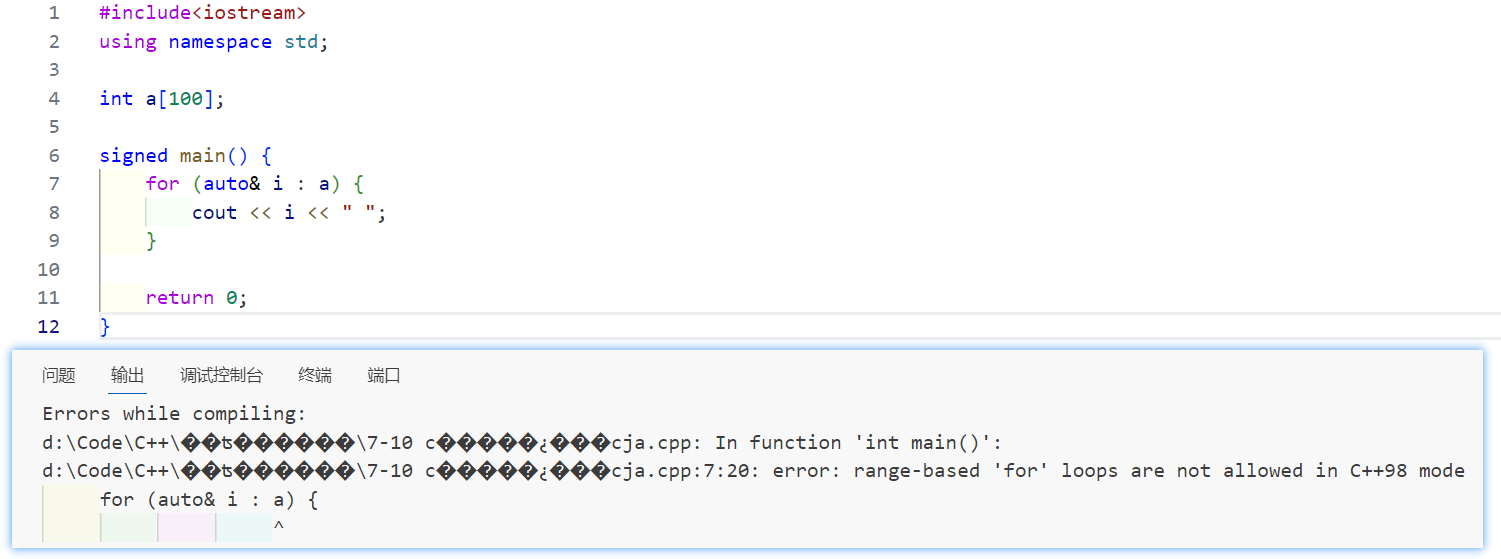 1 #include<iostream>
2 using namespace std;
3
4 int a[100];
5
6 signed main() {
7     for (auto& i : a) {
8         cout << i << " ";
9     }
10
11     return 0;
12 }
问题 输出 调试控制台 终端 端口
Errors while compiling:
d:\Code\C++\��ʦ������\7-10 c�����¿���cja.cpp: In function 'int main()':
d:\Code\C++\��ʦ������\7-10 c�����¿���cja.cpp:7:20: error: range-based 'for' loops are not allowed in C++98 mode
    for (auto& i : a) {
                ^